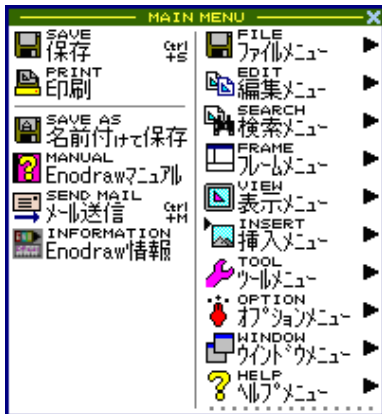 MAIN MENU
SAVE
保存 Ctrl+S
PRINT
印刷
SAVE AS
名前付けて保存
MANUAL
Enodrawマニュアル
SEND MAIL
メール送信 Ctrl+M
INFORMATION
Enodraw情報
FILE
ファイルメニュー
EDIT
編集メニュー
SEARCH
検索メニュー
FRAME
フレームメニュー
VIEW
表示メニュー
INSERT
挿入メニュー
TOOL
ツールメニュー
OPTION
オプションメニュー
WINDOW
ウインドウメニュー
HELP
ヘルプメニュー